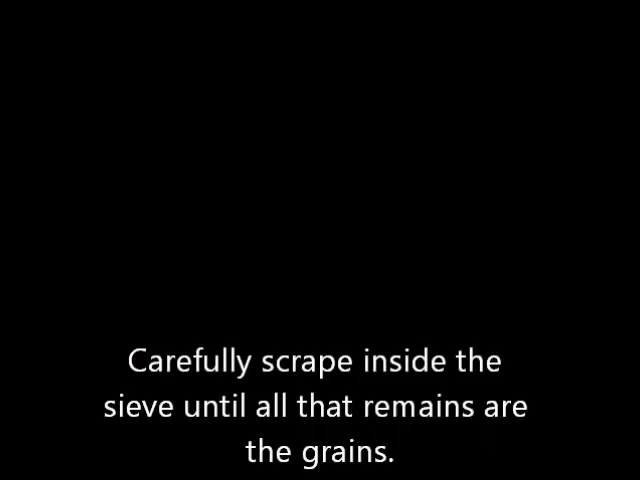 Carefully scrape inside the
sieve until all that remains are
the grains.